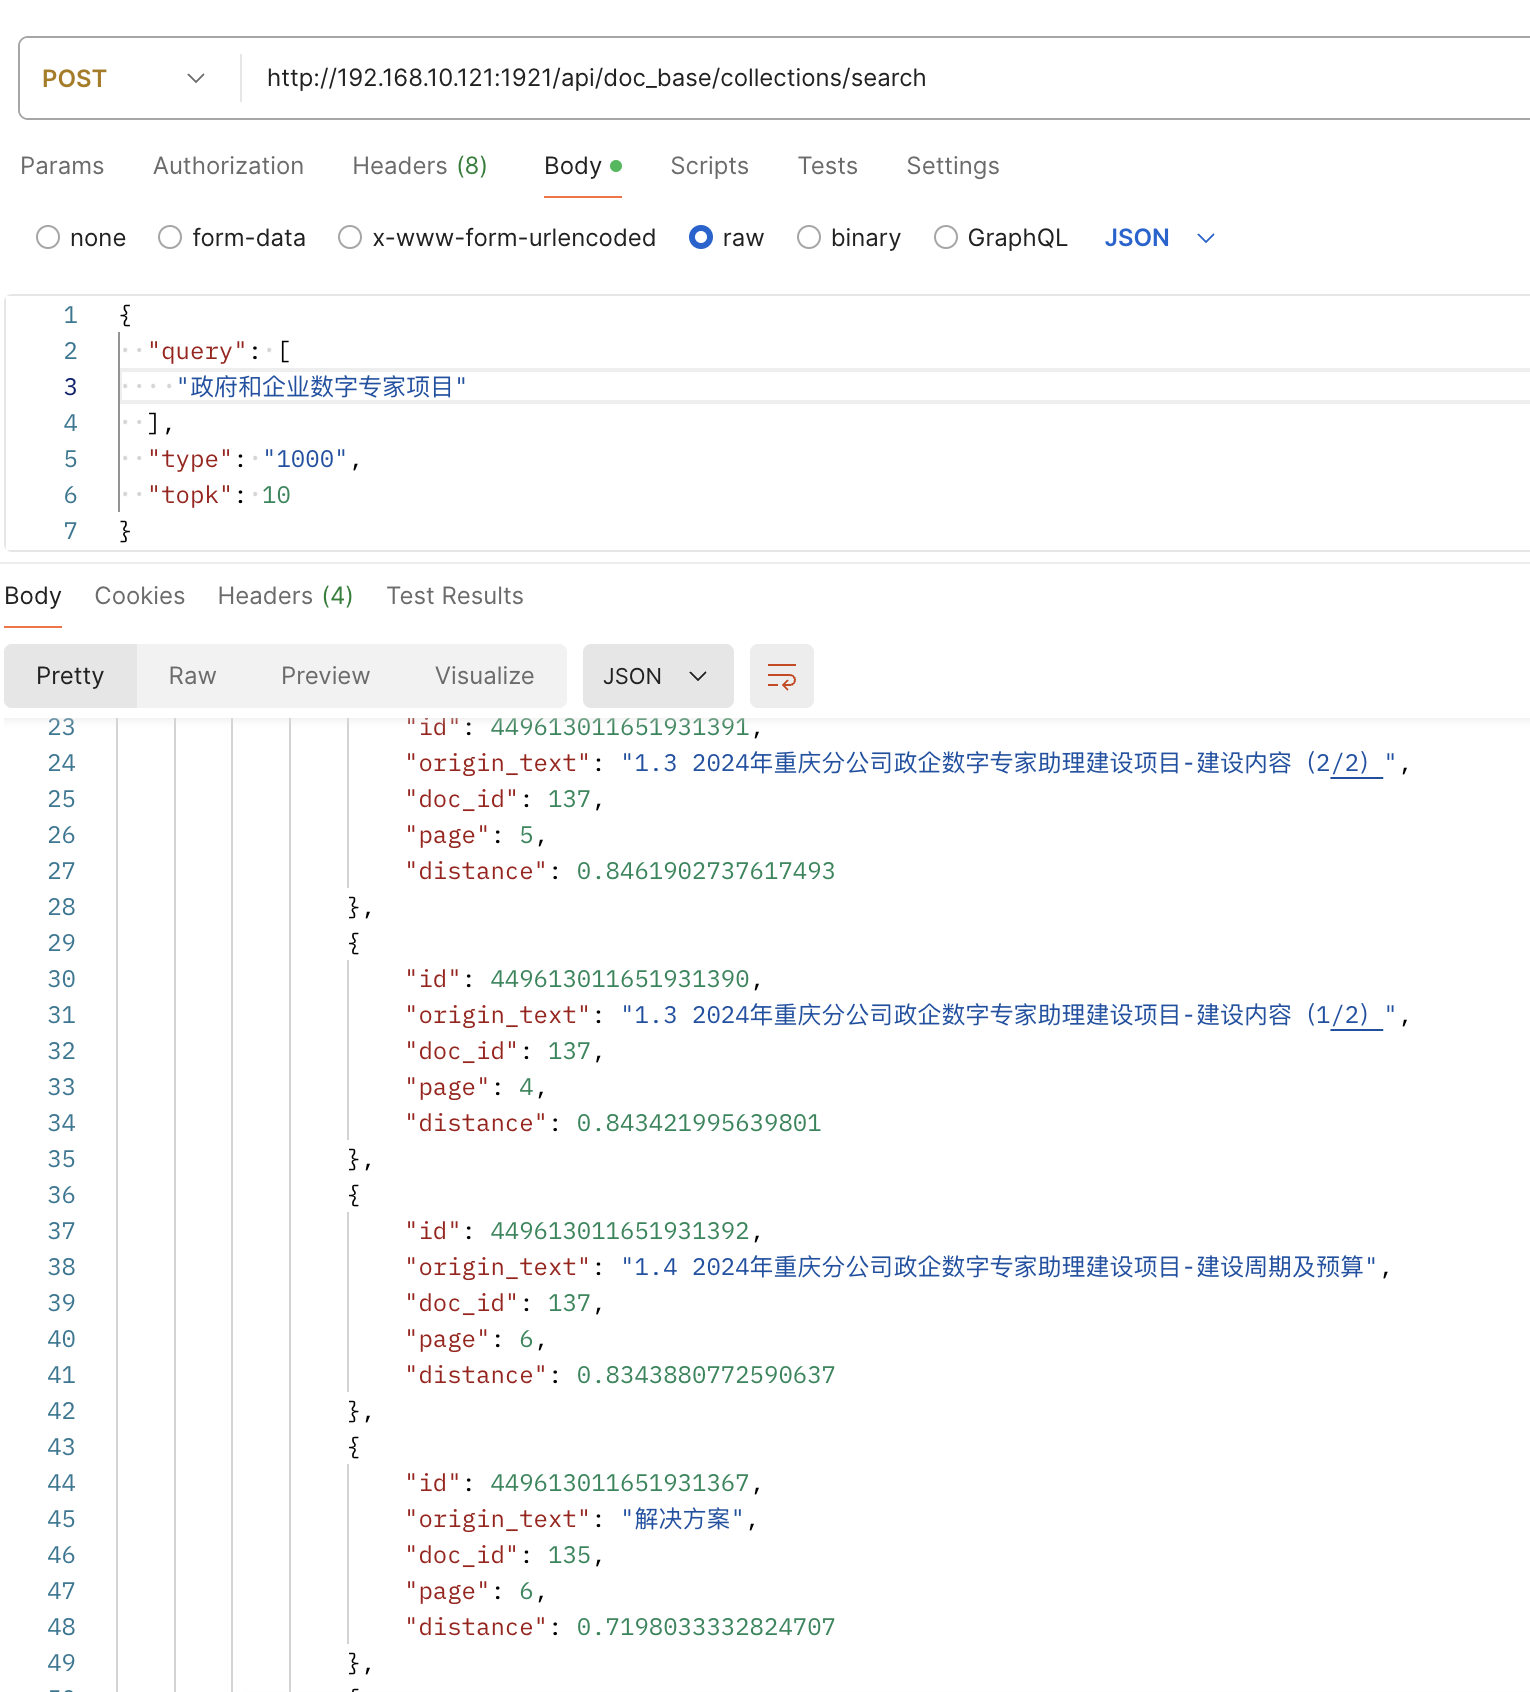 POST http://192.168.10.121:1921/api/doc_base/collections/search
Params Authorization Headers (8) Body Scripts Tests Settings
none form-data x-www-form-urlencoded raw binary GraphQL JSON
1 {
2 "query": [
3 "政府和企业数字专家项目"
4 ],
5 "type": "1000",
6 "topk": 10
7 }
Body Cookies Headers (4) Test Results
Pretty Raw Preview Visualize JSON
23 "id": 449613011651931391,
24 "origin_text": "1.3 2024年重庆分公司政企数字专家助理建设项目-建设内容（2/2）",
25 "doc_id": 137,
26 "page": 5,
27 "distance": 0.8461902737617493
28 },
29 {
30 "id": 449613011651931390,
31 "origin_text": "1.3 2024年重庆分公司政企数字专家助理建设项目-建设内容（1/2）",
32 "doc_id": 137,
33 "page": 4,
34 "distance": 0.843421995639801
35 },
36 {
37 "id": 449613011651931392,
38 "origin_text": "1.4 2024年重庆分公司政企数字专家助理建设项目-建设周期及预算",
39 "doc_id": 137,
40 "page": 6,
41 "distance": 0.8343880772590637
42 },
43 {
44 "id": 449613011651931367,
45 "origin_text": "解决方案",
46 "doc_id": 135,
47 "page": 6,
48 "distance": 0.7198033332824707
49 },